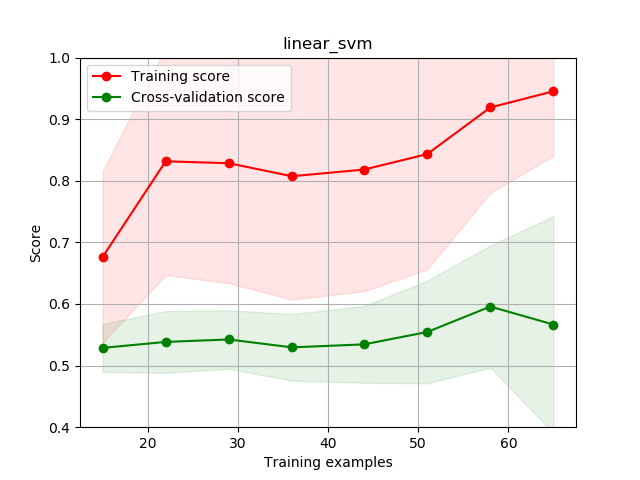 linear_svm
Training score
Cross-validation score
1.0
0.9
0.8
0.7
0.6
0.5
0.4
Score
20
30
40
50
60
Training examples